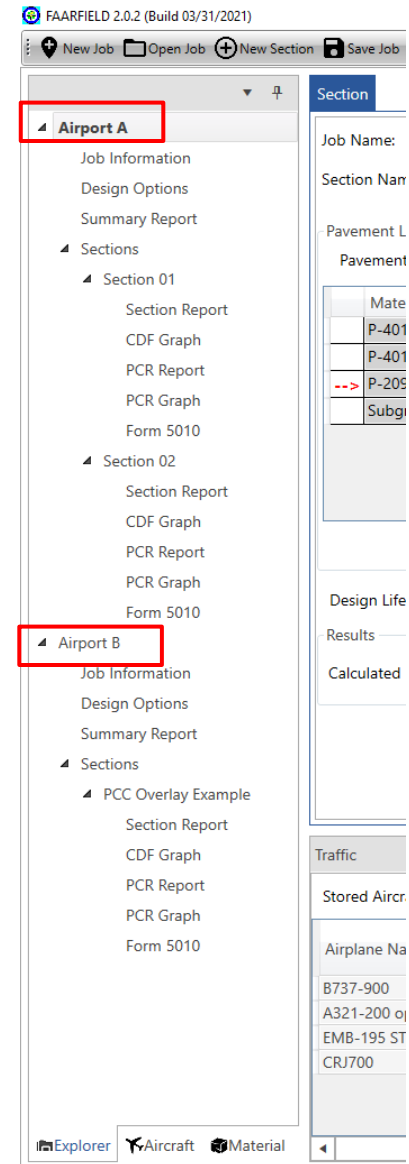 FAARFIELD 2.0.2 (Build 03/31/2021)
New Job Open Job New Section Save Job
Airport A
Job Information
Design Options
Summary Report
Sections
Section 01
Section Report
CDF Graph
PCR Report
PCR Graph
Form 5010
Section 02
Section Report
CDF Graph
PCR Report
PCR Graph
Form 5010
Airport B
Job Information
Design Options
Summary Report
Sections
PCC Overlay Example
Section Report
CDF Graph
PCR Report
PCR Graph
Form 5010
Explorer Aircraft Material
Section
Job Name:
Section Nam
Pavement L
Pavement
Mate
P-401
P-401
--> P-209
Subgr
Design Life
Results
Calculated
Traffic
Stored Aircra
Airplane Na
B737-900
A321-200 op
EMB-195 ST
CRJ700